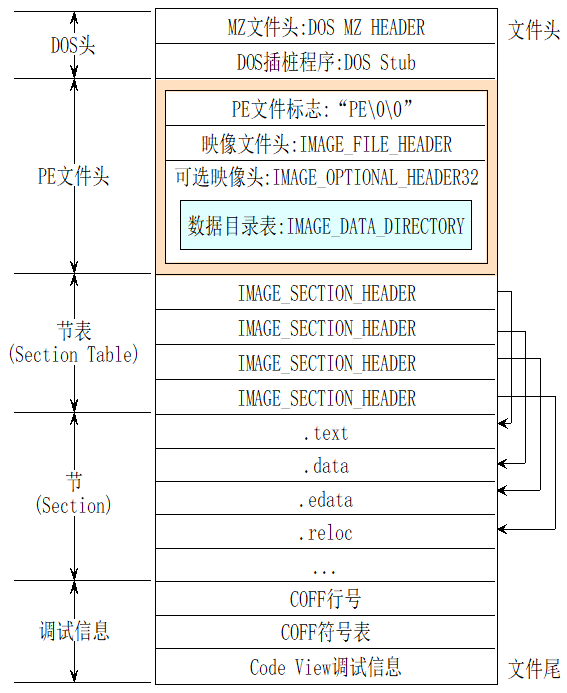 MZ文件头:DOS MZ HEADER
文件头
DOS头
DOS插桩程序:DOS Stub
PE文件标志:“PE\0\0”
映像文件头:IMAGE_FILE_HEADER
PE文件头
可选映像头:IMAGE_OPTIONAL_HEADER32
数据目录表:IMAGE_DATA_DIRECTORY
IMAGE_SECTION_HEADER
IMAGE_SECTION_HEADER
节表
(Section Table)
IMAGE_SECTION_HEADER
IMAGE_SECTION_HEADER
.text
.data
节
(Section)
.edata
.reloc
...
COFF行号
调试信息
COFF符号表
Code View调试信息
文件尾